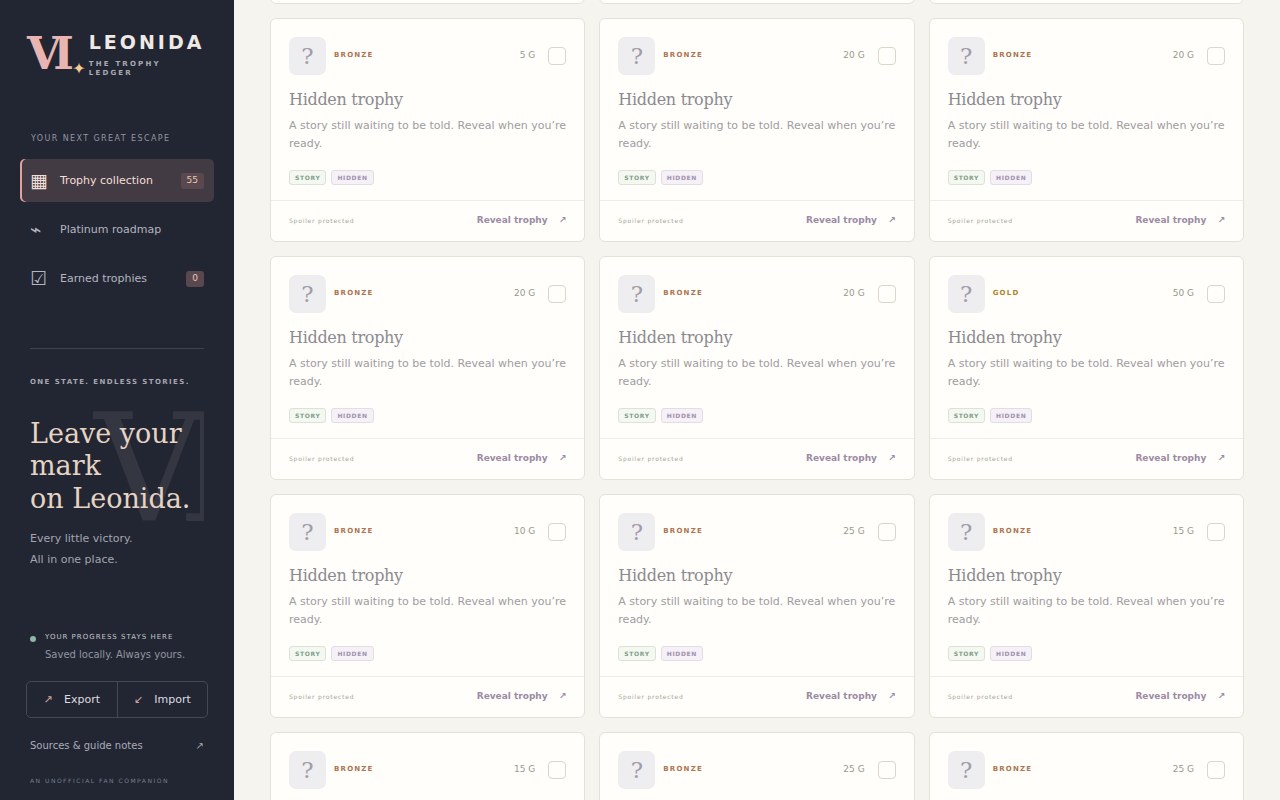 VI
LEONIDA
THE TROPHY
LEDGER
YOUR NEXT GREAT ESCAPE
Trophy collection 55
Platinum roadmap
Earned trophies 0
ONE STATE. ENDLESS STORIES.
VI
Leave your
mark
on Leonida.
Every little victory.
All in one place.
YOUR PROGRESS STAYS HERE
Saved locally. Always yours.
↗ Export ↙ Import
Sources & guide notes ↗
AN UNOFFICIAL FAN COMPANION
? BRONZE 5 G
Hidden trophy
A story still waiting to be told. Reveal when you’re
ready.
STORY HIDDEN
Spoiler protected Reveal trophy ↗
? BRONZE 20 G
Hidden trophy
A story still waiting to be told. Reveal when you’re
ready.
STORY HIDDEN
Spoiler protected Reveal trophy ↗
? BRONZE 20 G
Hidden trophy
A story still waiting to be told. Reveal when you’re
ready.
STORY HIDDEN
Spoiler protected Reveal trophy ↗
? BRONZE 20 G
Hidden trophy
A story still waiting to be told. Reveal when you’re
ready.
STORY HIDDEN
Spoiler protected Reveal trophy ↗
? BRONZE 20 G
Hidden trophy
A story still waiting to be told. Reveal when you’re
ready.
STORY HIDDEN
Spoiler protected Reveal trophy ↗
? GOLD 50 G
Hidden trophy
A story still waiting to be told. Reveal when you’re
ready.
STORY HIDDEN
Spoiler protected Reveal trophy ↗
? BRONZE 10 G
Hidden trophy
A story still waiting to be told. Reveal when you’re
ready.
STORY HIDDEN
Spoiler protected Reveal trophy ↗
? BRONZE 25 G
Hidden trophy
A story still waiting to be told. Reveal when you’re
ready.
STORY HIDDEN
Spoiler protected Reveal trophy ↗
? BRONZE 15 G
Hidden trophy
A story still waiting to be told. Reveal when you’re
ready.
STORY HIDDEN
Spoiler protected Reveal trophy ↗
? BRONZE 15 G
? BRONZE 25 G
? BRONZE 25 G